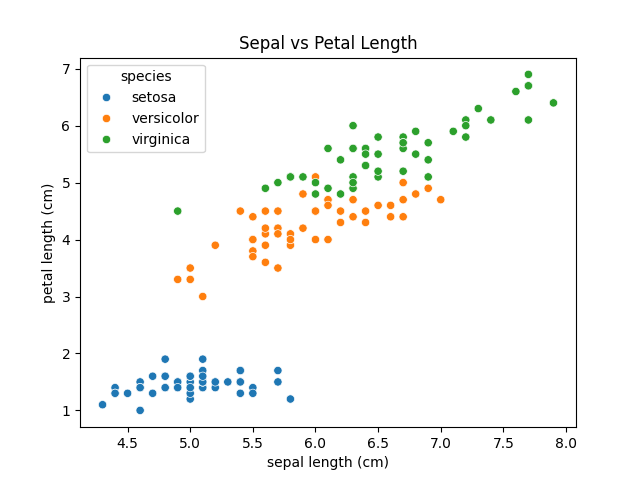 Sepal vs Petal Length
species
setosa
versicolor
virginica
7
6
5
4
3
2
1
petal length (cm)
4.5 5.0 5.5 6.0 6.5 7.0 7.5 8.0
sepal length (cm)